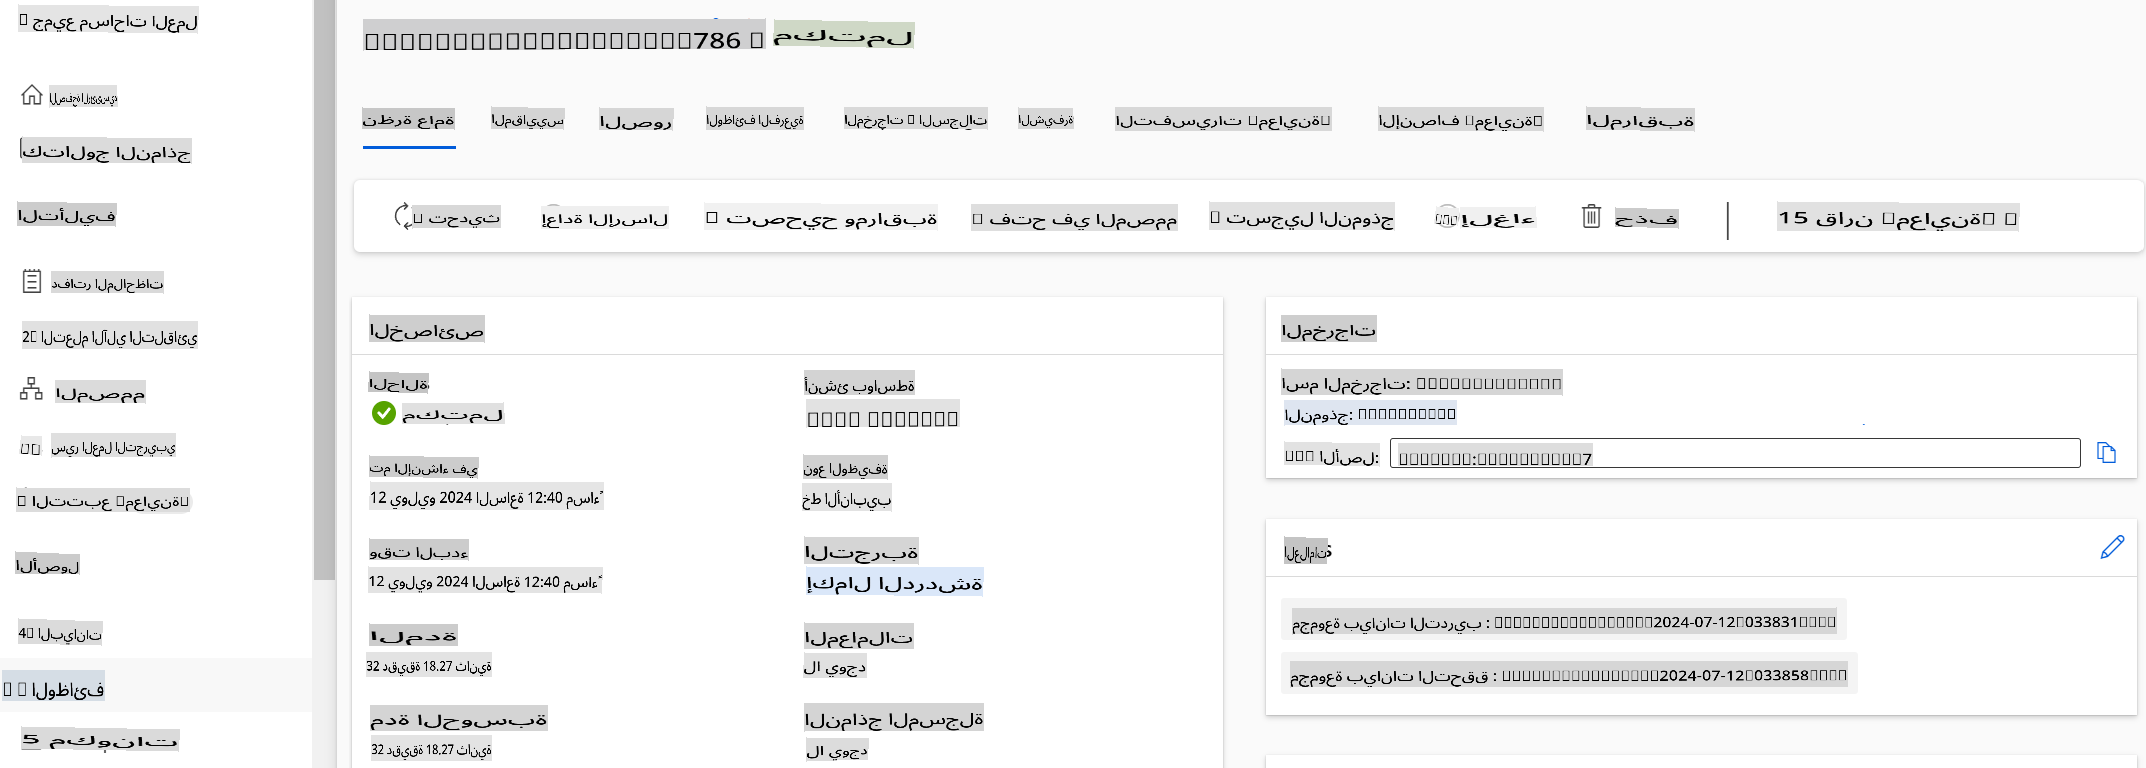 جميع مساحات العمل
الصفحة الرئيسية
كتالوج النماذج
التأليف
دفاتر الملاحظات
2 التعلم الآلي التلقائي
المصمم
سير العمل التجريبي
التتبع معاينة
الأصول
4 البيانات
الوظائف
5 مكونات
786 مكتمل
نظرة عامة المقاييس الصور الوظائف الفرعية المخرجات السجلات الشيفرة التفسيرات معاينة الإنصاف معاينة المراقبة
تحديث إعادة الإرسال تصحيح ومراقبة فتح في المصمم تسجيل النموذج إلغاء حذف 15 قارن معاينة
الخصائص
الحالة
مكتمل
تم الإنشاء في
12 يوليو 2024 الساعة 12:40 مساءً
وقت البدء
12 يوليو 2024 الساعة 12:40 مساءً
المدة
32 دقيقة 18.27 ثانية
مدة الحوسبة
32 دقيقة 18.27 ثانية
أنشئ بواسطة
نوع الوظيفة
خط الأنابيب
التجربة
إكمال الدردشة
المعاملات
لا يوجد
النماذج المسجلة
لا يوجد
المخرجات
اسم المخرجات:
النموذج:
الأصل: :7
العلامات
مجموعة بيانات التدريب : 2024-07-12 033831
مجموعة بيانات التحقق : 2024-07-12 033858